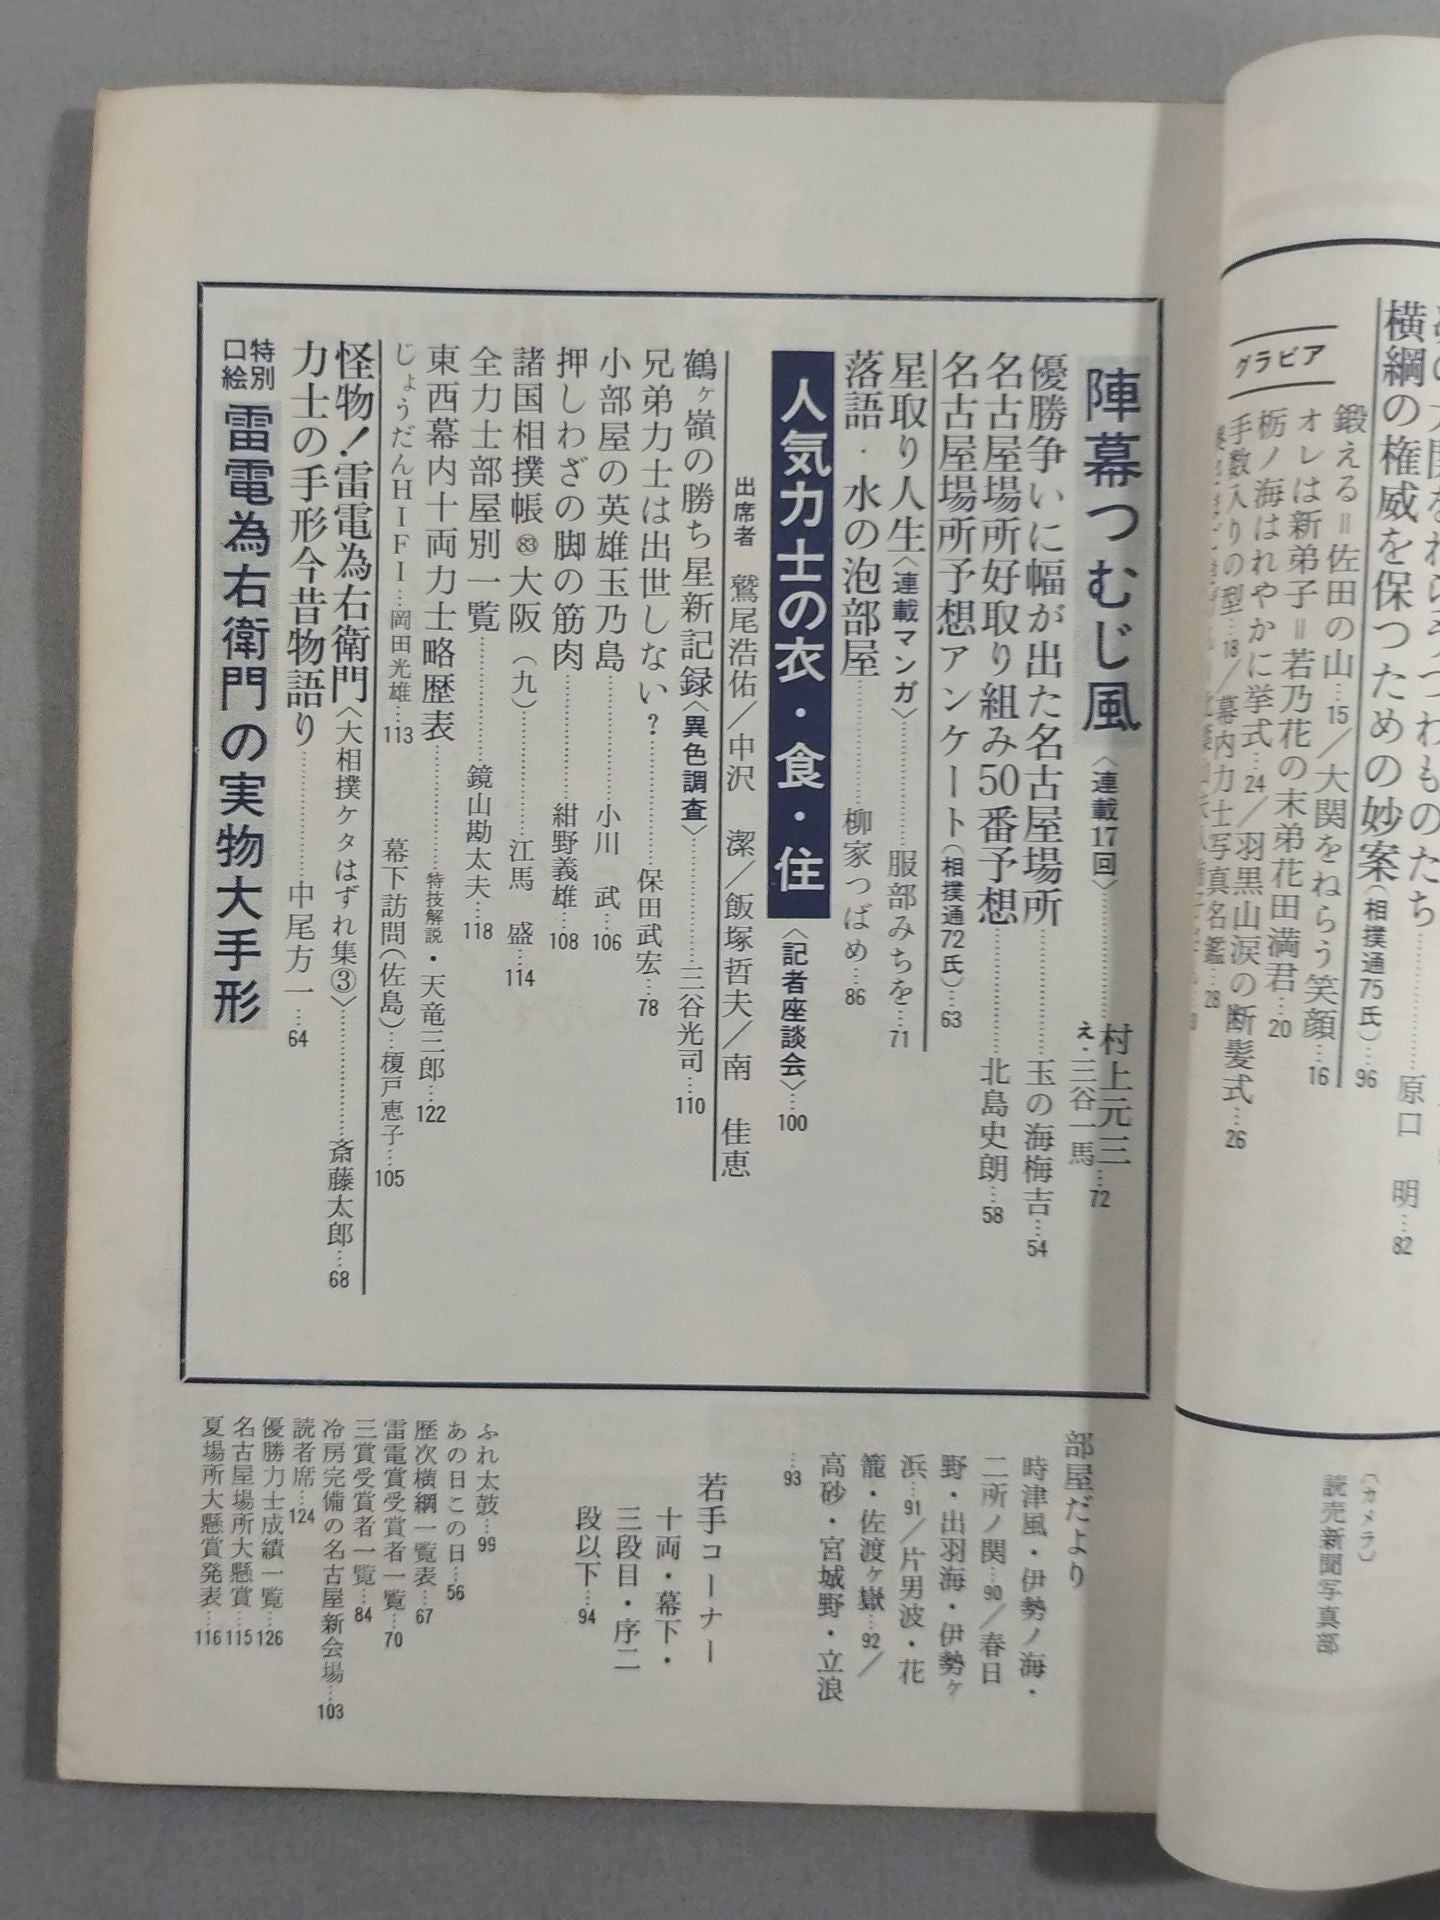 横綱の権威を保つための妙案(相撲通75氏)…96
原口 明…82
グラビア
鍛える=佐田の山…15/大関をねらう笑顔…16
オレは新弟子=若乃花の末弟花田満君…20
栃ノ海はれやかに挙式…24/羽黒山涙の断髪式…26
手数入りの型…18/幕内力士写真名鑑…28
(カメラ)
読売新聞写真部
陣幕つむじ風〈連載17回〉…村上元三
え・三谷一馬…72
優勝争いに幅が出た名古屋場所…玉の海梅吉…54
名古屋場所好取り組み50番予想…北島史朗…58
名古屋場所予想アンケート(相撲通72氏)…63
星取り人生〈連載マンガ〉…服部みちを…71
落語・水の泡部屋…柳家つばめ…86
人気力士の衣・食・住〈記者座談会〉…100
出席者 鷲尾浩佑/中沢 潔/飯塚哲夫/南 佳恵
鶴ヶ嶺の勝ち星新記録〈異色調査〉…三谷光司…110
兄弟力士は出世しない?…保田武宏…78
小部屋の英雄玉乃島…小川 武…106
押しわざの脚の筋肉…紺野義雄…108
諸国相撲帳㊳大阪(九)…江馬 盛…114
全力士部屋別一覧…鏡山勘太夫…118
東西幕内十両力士略歴表…特技解説・天竜三郎…122
じょうだんHIFI…岡田光雄…113 幕下訪問(佐島)…榎戸恵子…105
怪物!雷電為右衛門〈大相撲ケタはずれ集③〉…斎藤太郎…68
力士の手形今昔物語り…中尾方一…64
特別口絵 雷電為右衛門の実物大手形
部屋だより
時津風・伊勢ノ海・
二所ノ関…90/春日
野・出羽海・伊勢ヶ
浜…91/片男波・花
籠・佐渡ヶ嶽…92/
高砂・宮城野・立浪
…93
若手コーナー
十両・幕下・
三段目・序二
段以下…94
ふれ太鼓…99
あの日この日…56
歴次横綱一覧表…67
雷電賞受賞者一覧…70
三賞受賞者一覧…84
冷房完備の名古屋新会場…103
読者席…124
優勝力士成績一覧…126
名古屋場所大懸賞…115
夏場所大懸賞発表…116